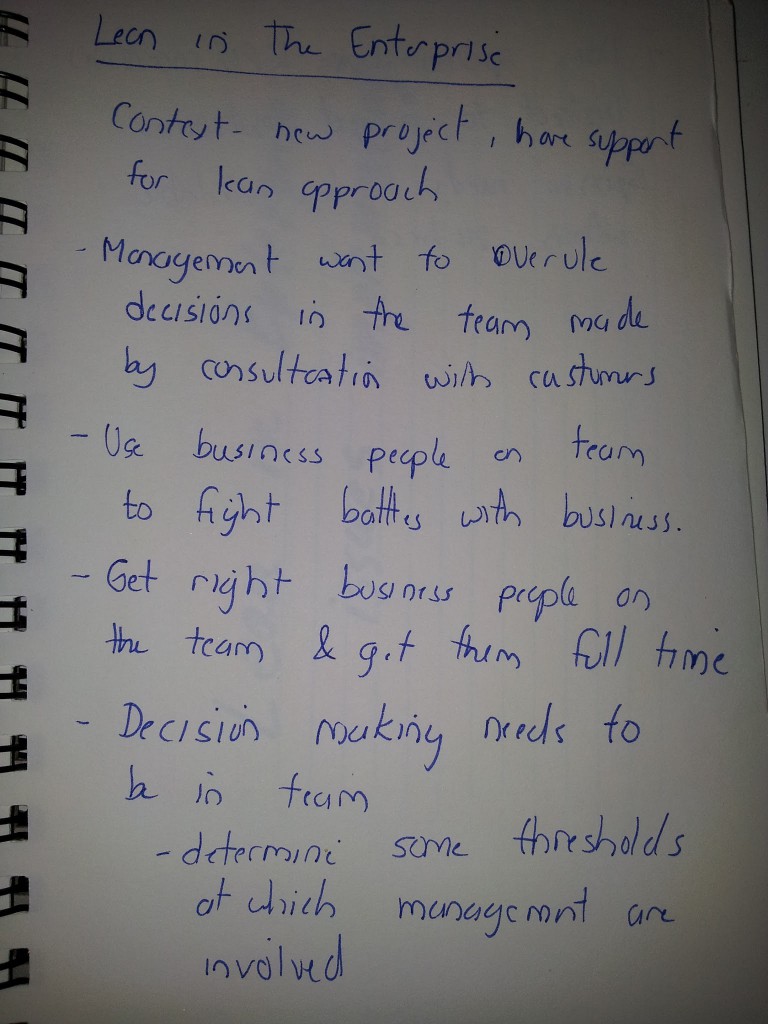 Lean in The Enterprise
Context - new project, have support
for lean approach
- Management want to overule
decisions in the team made
by consultation with customers
- Use business people on team
to fight battles with business.
- Get right business people on
the team & get them full time
- Decision making needs to
be in team
- determine some thresholds
at which management are
involved